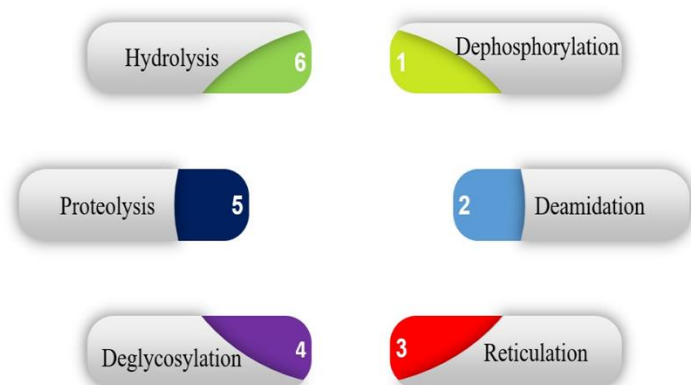 Hydrolysis 6
1 Dephosphorylation
Proteolysis 5
2 Deamidation
Deglycosylation 4
3 Reticulation